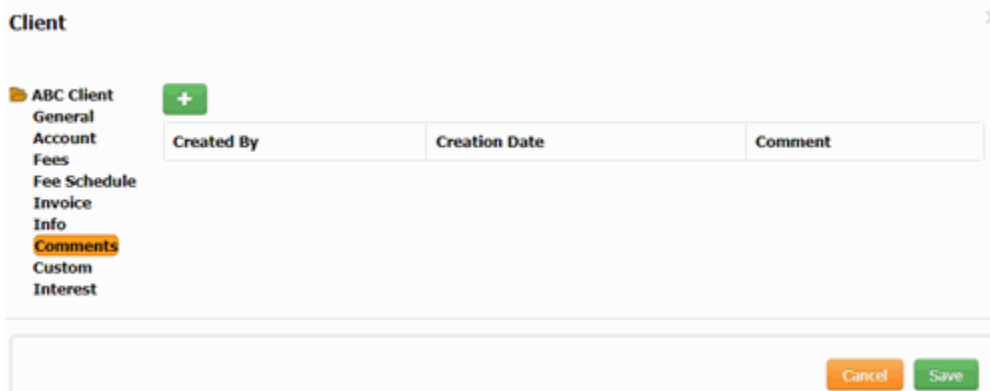 Client
ABC Client
General
Account
Fees
Fee Schedule
Invoice
Info
Comments
Custom
Interest
Created By Creation Date Comment
Cancel Save